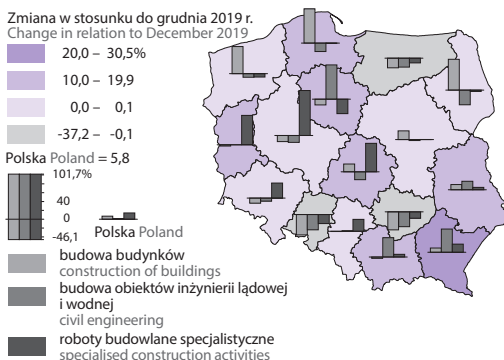 Zmiana w stosunku do grudnia 2019 r.
Change in relation to December 2019
20,0 – 30,5%
10,0 – 19,9
0,0 – 0,1
-37,2 – -0,1
Polska Poland = 5,8
101,7%
40
0
-46,1
Polska Poland
budowa budynków
construction of buildings
budowa obiektów inżynierii lądowej
i wodnej
civil engineering
roboty budowlane specjalistyczne
specialised construction activities